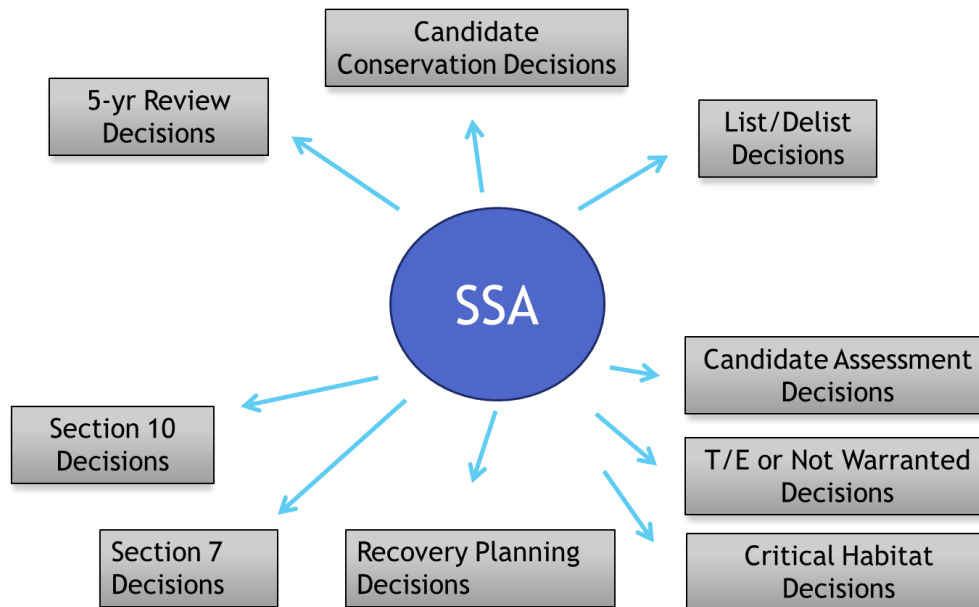 Candidate
Conservation Decisions
5-yr Review
Decisions
List/Delist
Decisions
SSA
Candidate Assessment
Decisions
Section 10
Decisions
T/E or Not Warranted
Decisions
Section 7
Decisions
Recovery Planning
Decisions
Critical Habitat
Decisions